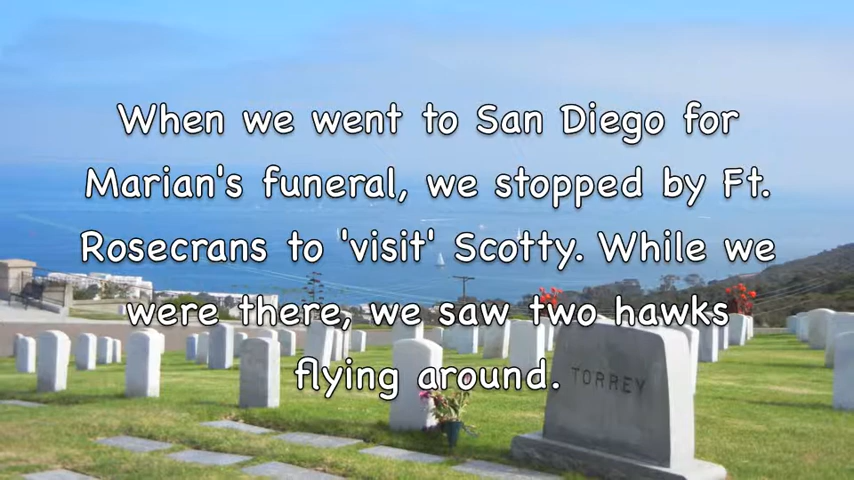 When we went to San Diego for
Marian's funeral, we stopped by Ft.
Rosecrans to 'visit' Scotty. While we
were there, we saw two hawks
flying around.
TORREY